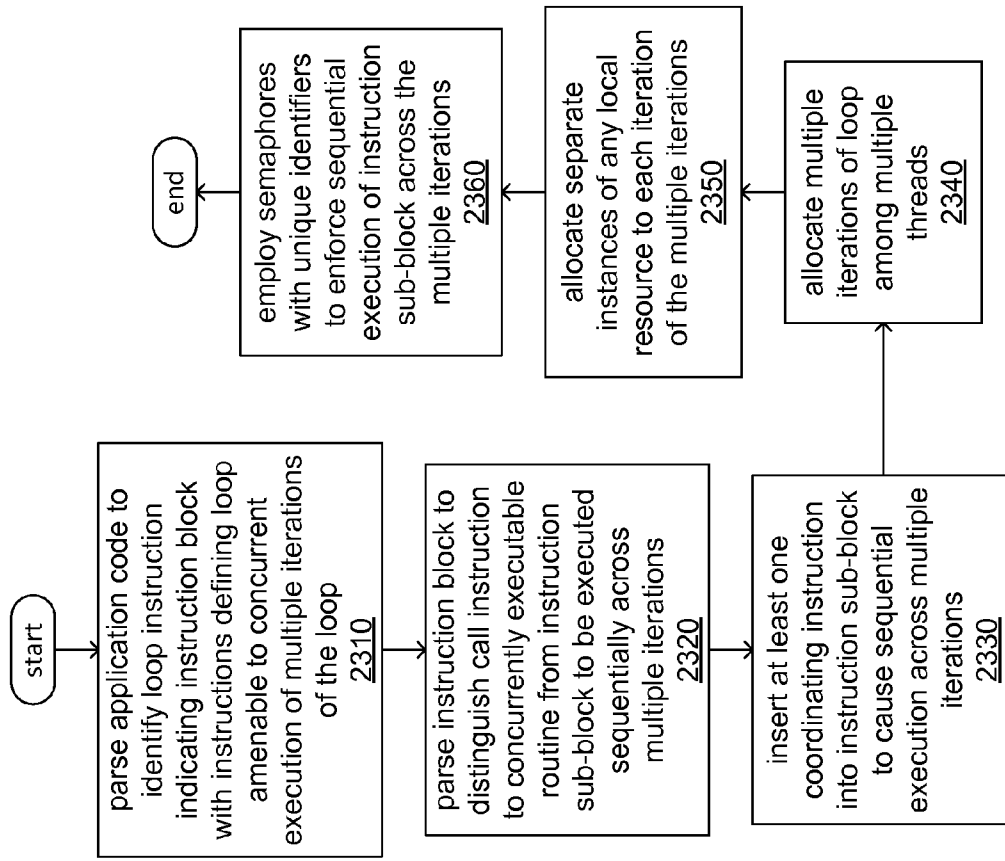 start
parse application code to
identify loop instruction
indicating instruction block
with instructions defining loop
amenable to concurrent
execution of multiple iterations
of the loop
2310
parse instruction block to
distinguish call instruction
to concurrently executable
routine from instruction
sub-block to be executed
sequentially across
multiple iterations
2320
insert at least one
coordinating instruction
into instruction sub-block
to cause sequential
execution across multiple
iterations
2330
allocate multiple
iterations of loop
among multiple
threads
2340
allocate separate
instances of any local
resource to each iteration
of the multiple iterations
2350
employ semaphores
with unique identifiers
to enforce sequential
execution of instruction
sub-block across the
multiple iterations
2360
end